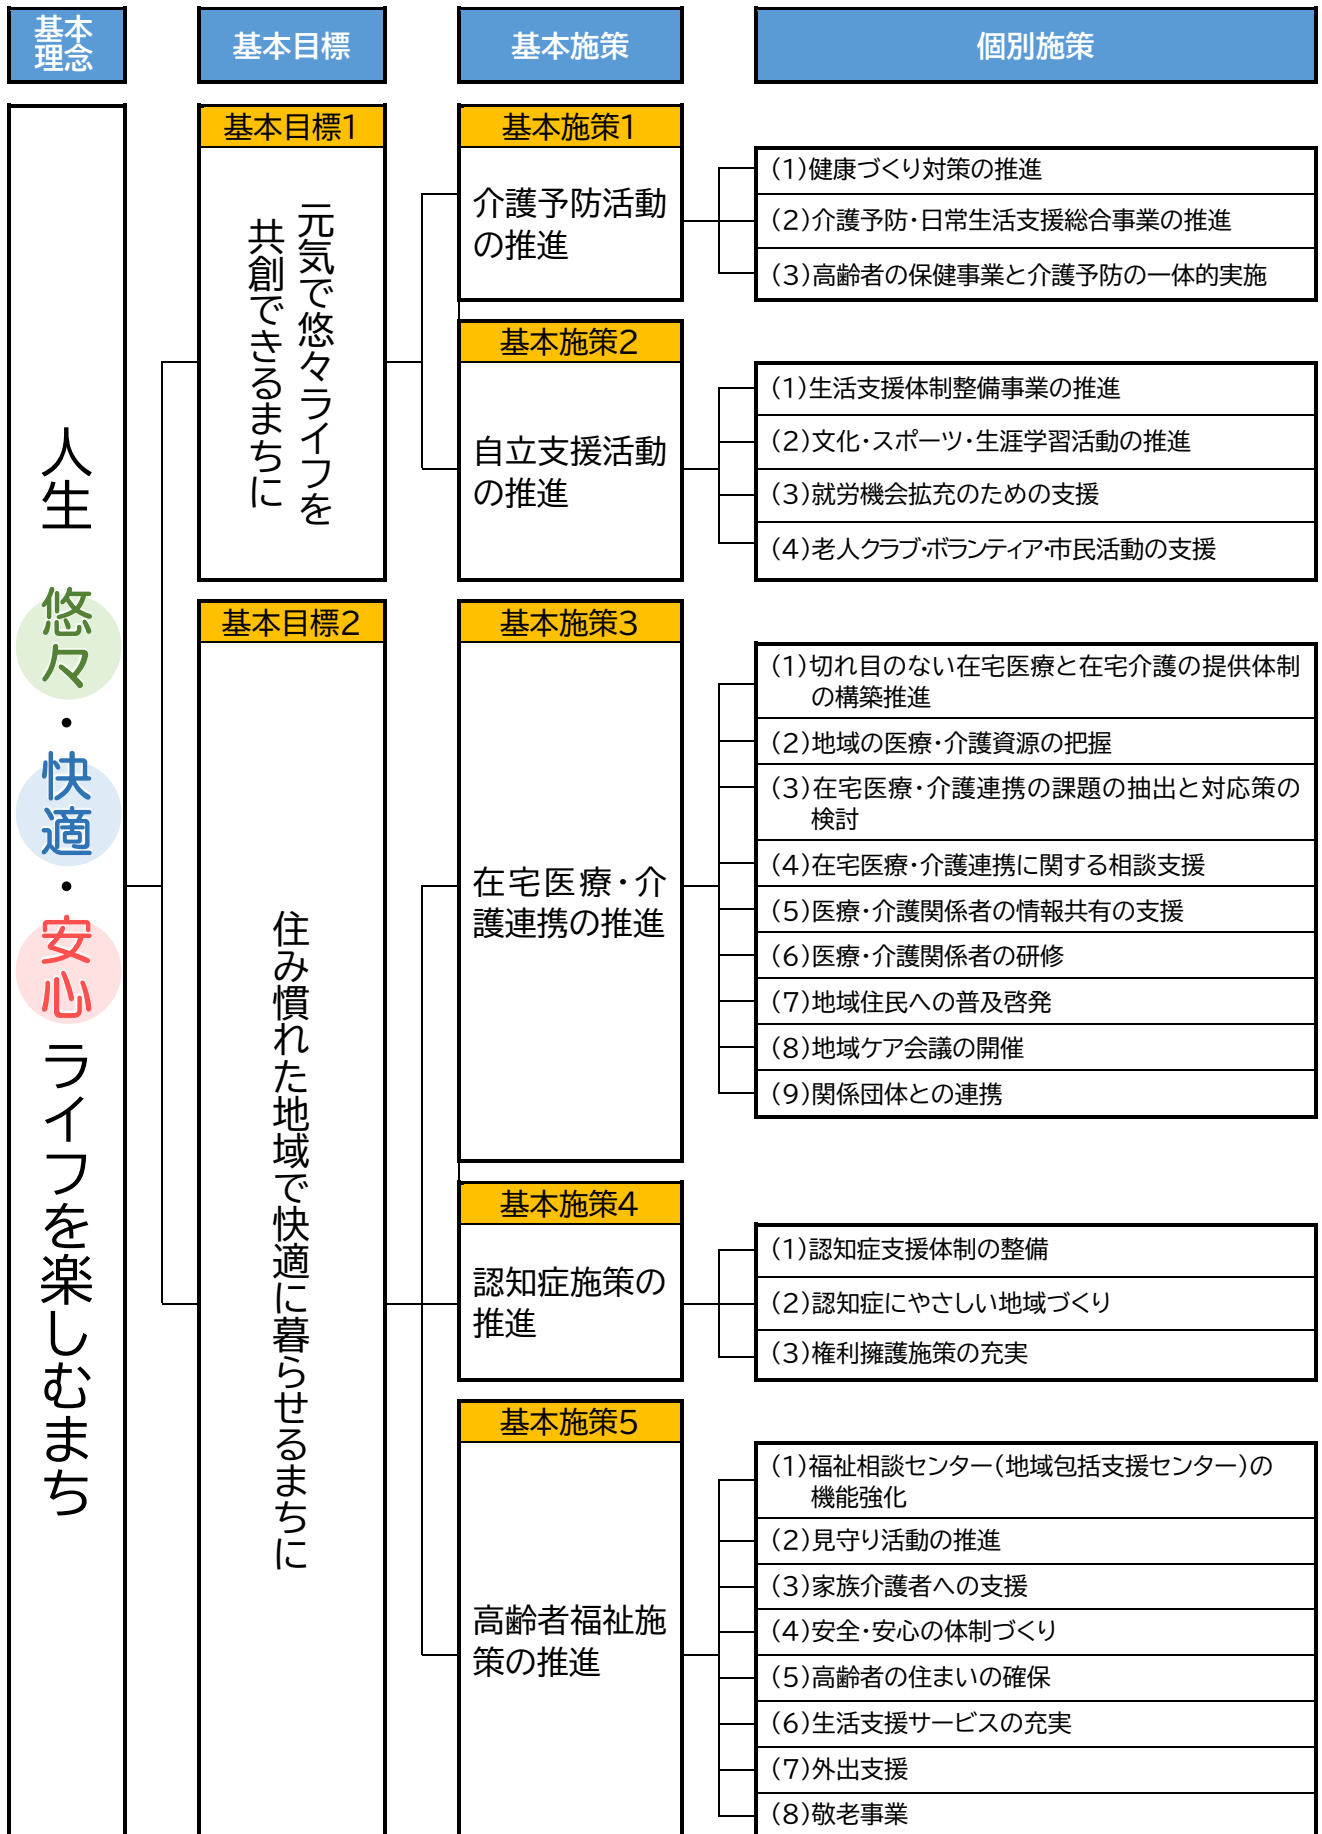 基本
理念
基本目標
基本施策
個別施策
人生　悠々・快適・安心ライフを楽しむまち
基本目標1
元気で悠々ライフを
共創できるまちに
基本施策1
介護予防活動
の推進
(1)健康づくり対策の推進
(2)介護予防・日常生活支援総合事業の推進
(3)高齢者の保健事業と介護予防の一体的実施
基本施策2
自立支援活動
の推進
(1)生活支援体制整備事業の推進
(2)文化・スポーツ・生涯学習活動の推進
(3)就労機会拡充のための支援
(4)老人クラブ・ボランティア・市民活動の支援
基本目標2
住み慣れた地域で快適に暮らせるまちに
基本施策3
在宅医療・介
護連携の推進
(1)切れ目のない在宅医療と在宅介護の提供体制
の構築推進
(2)地域の医療・介護資源の把握
(3)在宅医療・介護連携の課題の抽出と対応策の
検討
(4)在宅医療・介護連携に関する相談支援
(5)医療・介護関係者の情報共有の支援
(6)医療・介護関係者の研修
(7)地域住民への普及啓発
(8)地域ケア会議の開催
(9)関係団体との連携
基本施策4
認知症施策の
推進
(1)認知症支援体制の整備
(2)認知症にやさしい地域づくり
(3)権利擁護施策の充実
基本施策5
高齢者福祉施
策の推進
(1)福祉相談センター(地域包括支援センター)の
機能強化
(2)見守り活動の推進
(3)家族介護者への支援
(4)安全・安心の体制づくり
(5)高齢者の住まいの確保
(6)生活支援サービスの充実
(7)外出支援
(8)敬老事業